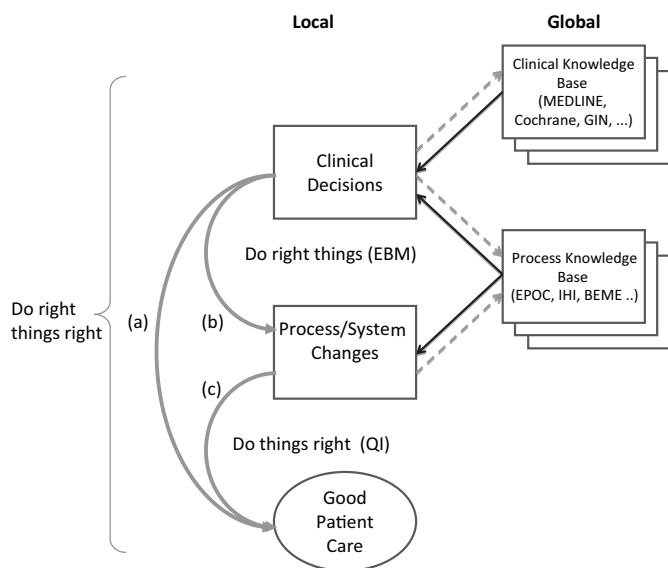 Local
Global
Clinical Knowledge
Base
(MEDLINE,
Cochrane, GIN, ...)
Clinical
Decisions
Do right things (EBM)
Process Knowledge
Base
(EPOC, IHI, BEME ..)
Do right
things right
(a)
(b)
Process/System
Changes
(c)
Do things right (QI)
Good
Patient
Care